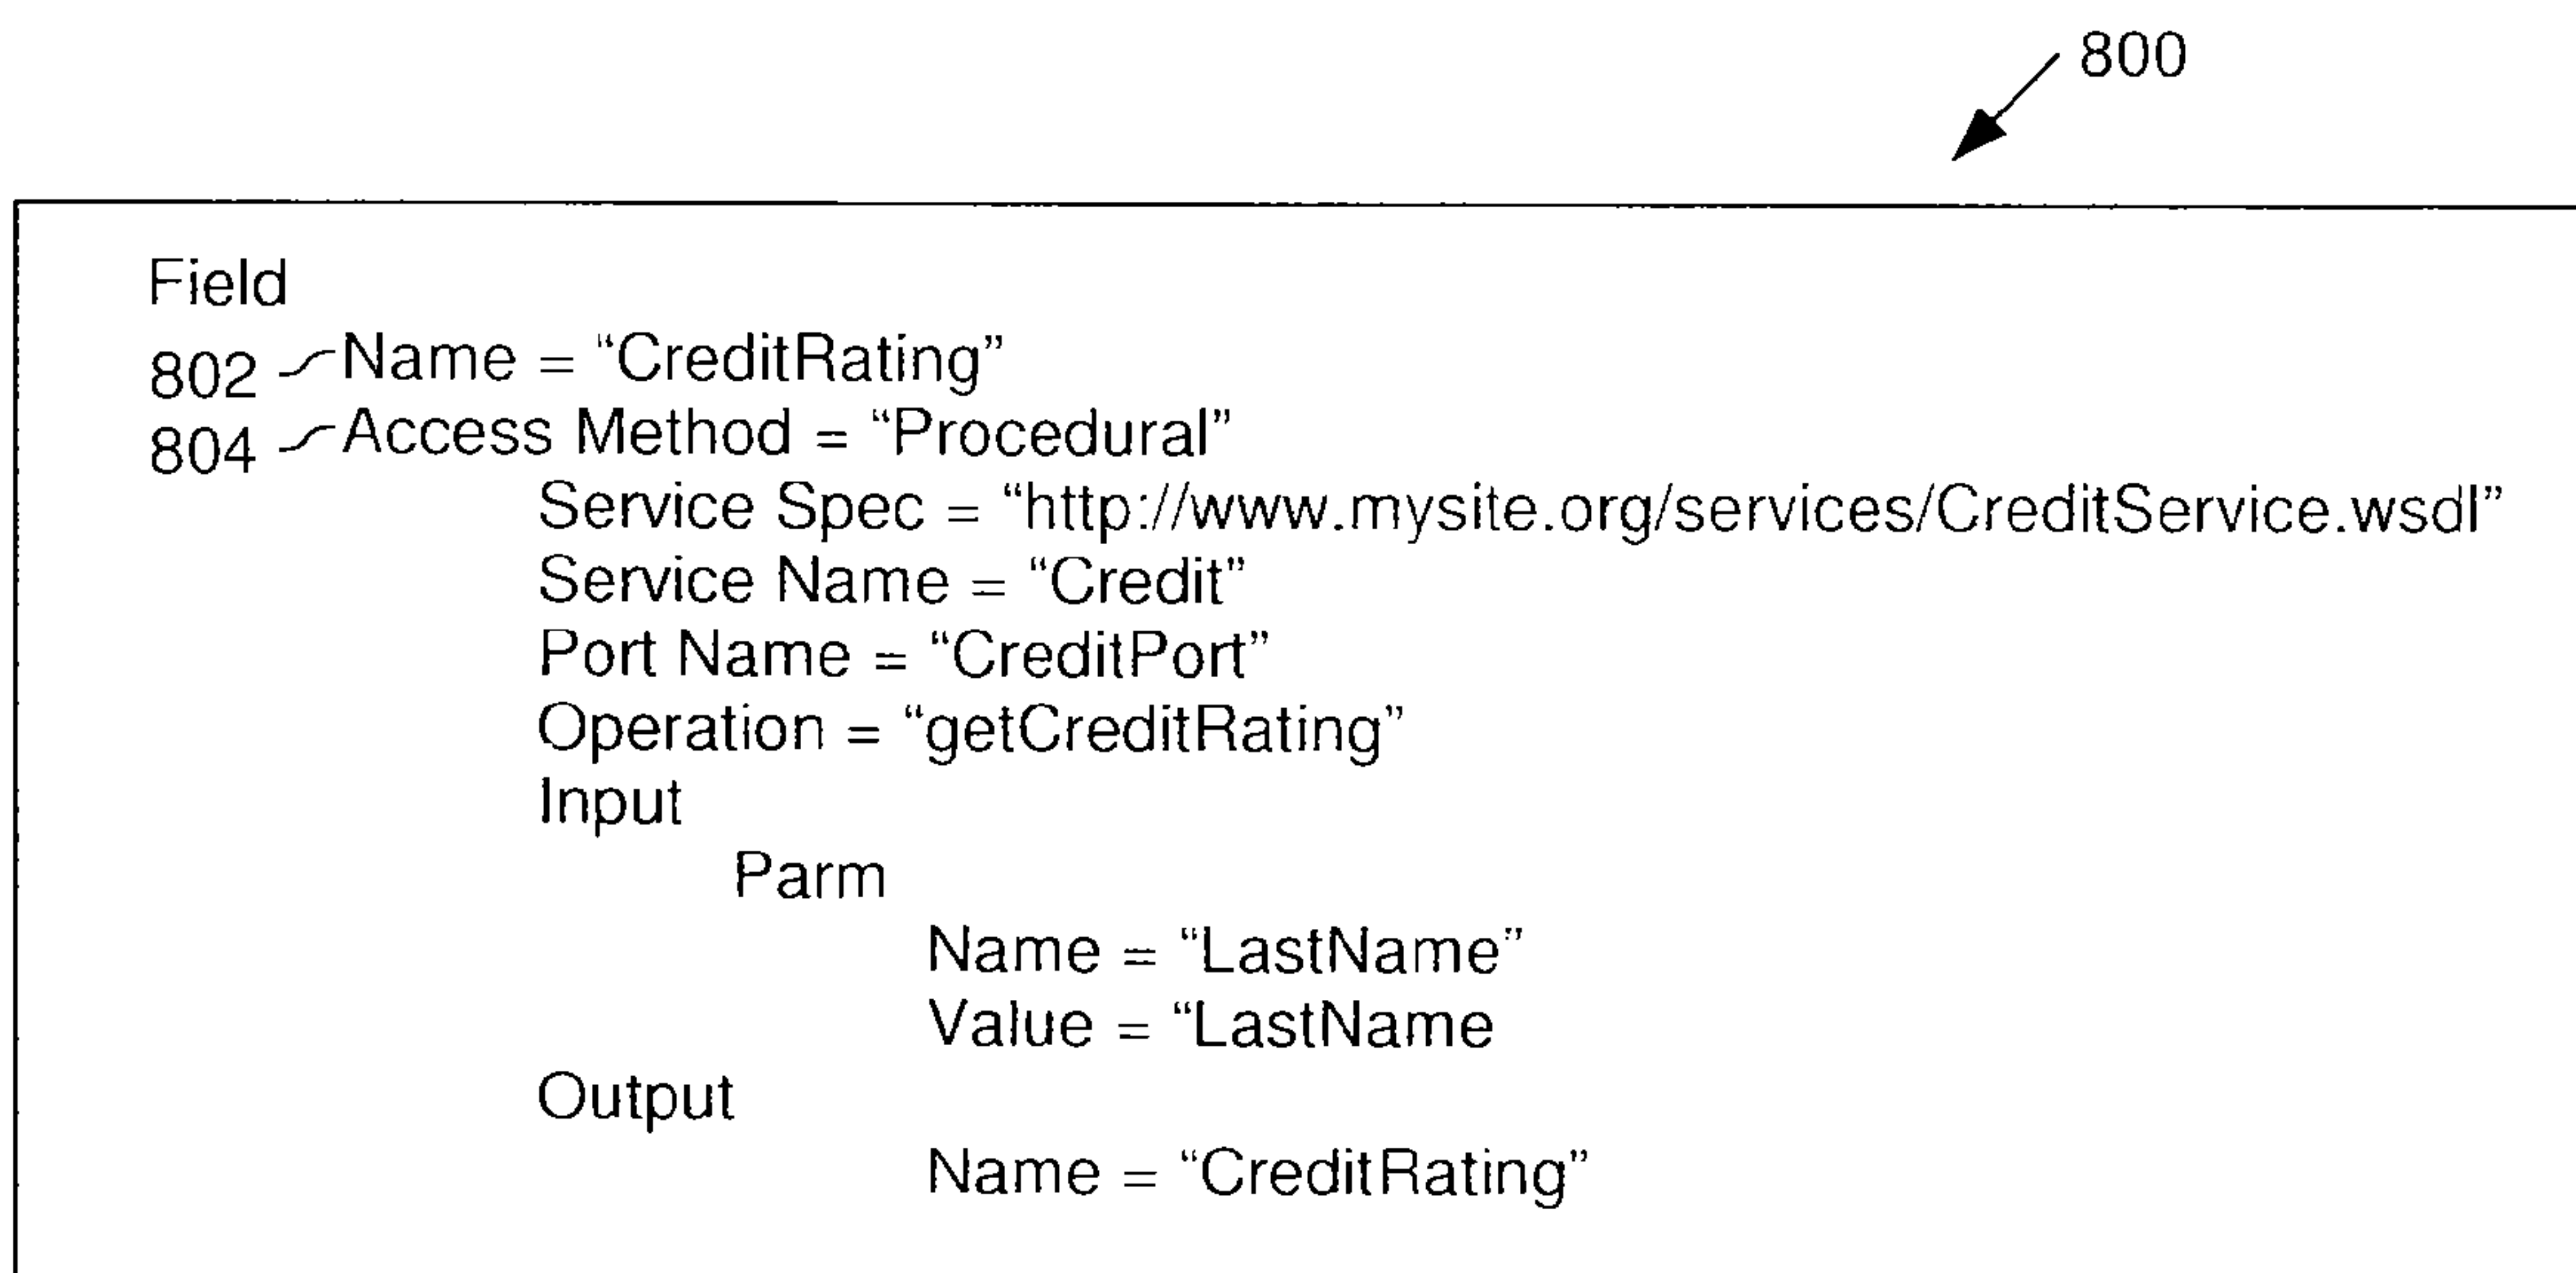 800
Field
802 Name = “CreditRating”
804 Access Method = “Procedural”
Service Spec = “http://www.mysite.org/services/CreditService.wsdl”
Service Name = “Credit”
Port Name = “CreditPort”
Operation = “getCreditRating”
Input
Parm
Name = “LastName”
Value = “LastName
Output
Name = “CreditRating”